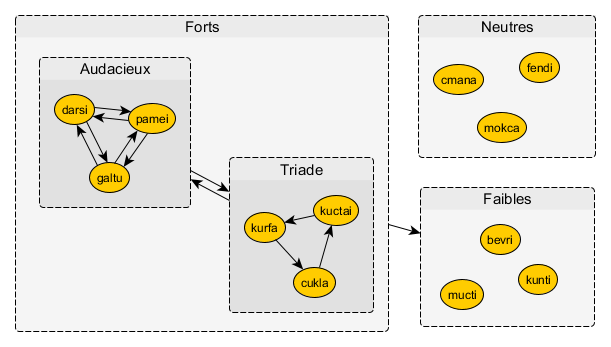 Forts
Audacieux
darsi
pamei
galtu
Triade
kuctai
kurfa
cukla
Neutres
fendi
cmana
mokca
Faibles
bevri
kunti
mucti